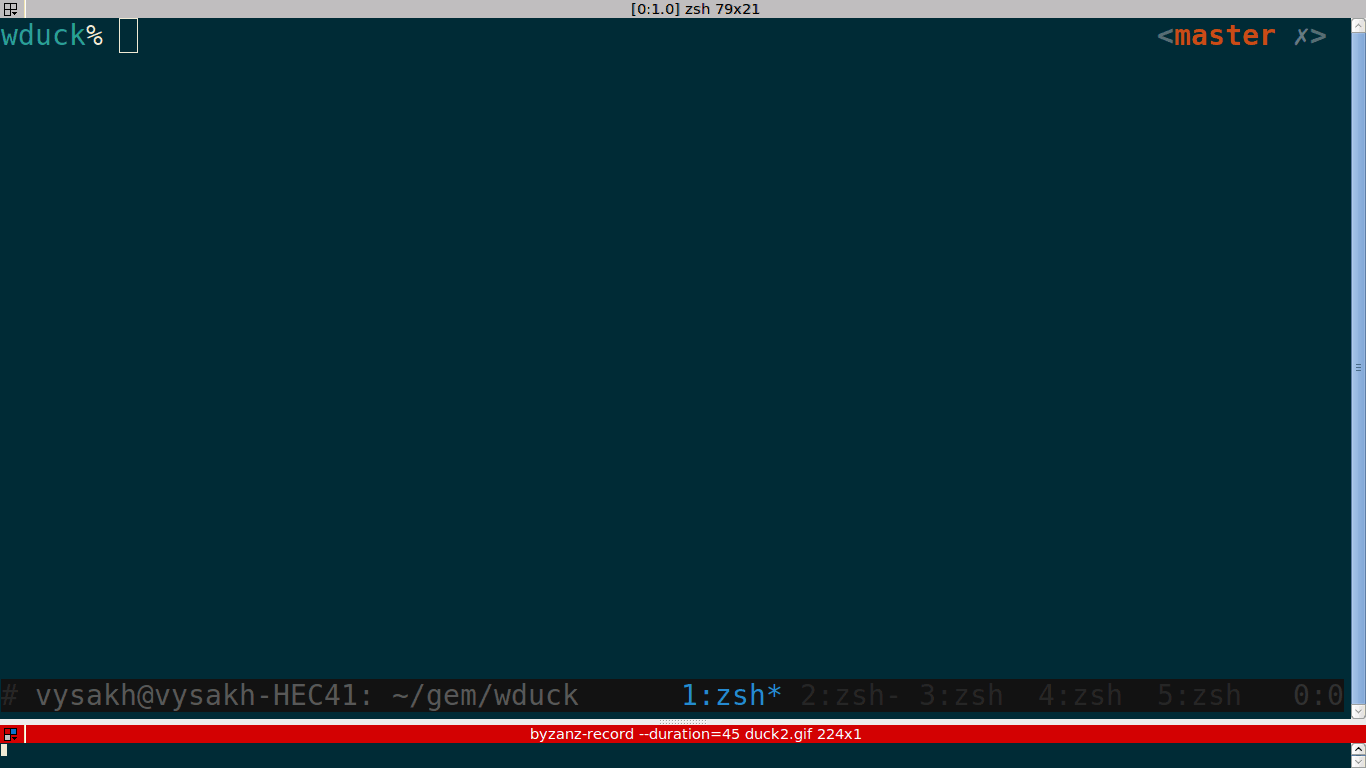 [0:1.0] zsh 79x21
wduck% <master ✗>
# vysakh@vysakh-HEC41: ~/gem/wduck 1:zsh* 2:zsh- 3:zsh 4:zsh 5:zsh 0:0
byzanz-record --duration=45 duck2.gif 224x1